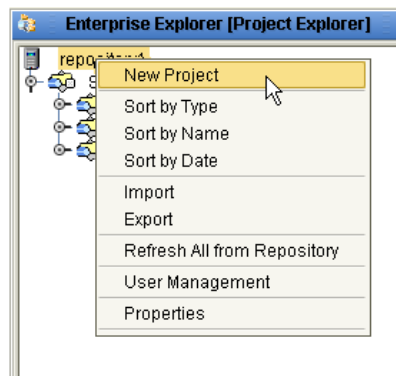 Enterprise Explorer [Project Explorer]
New Project
Sort by Type
Sort by Name
Sort by Date
Import
Export
Refresh All from Repository
User Management
Properties